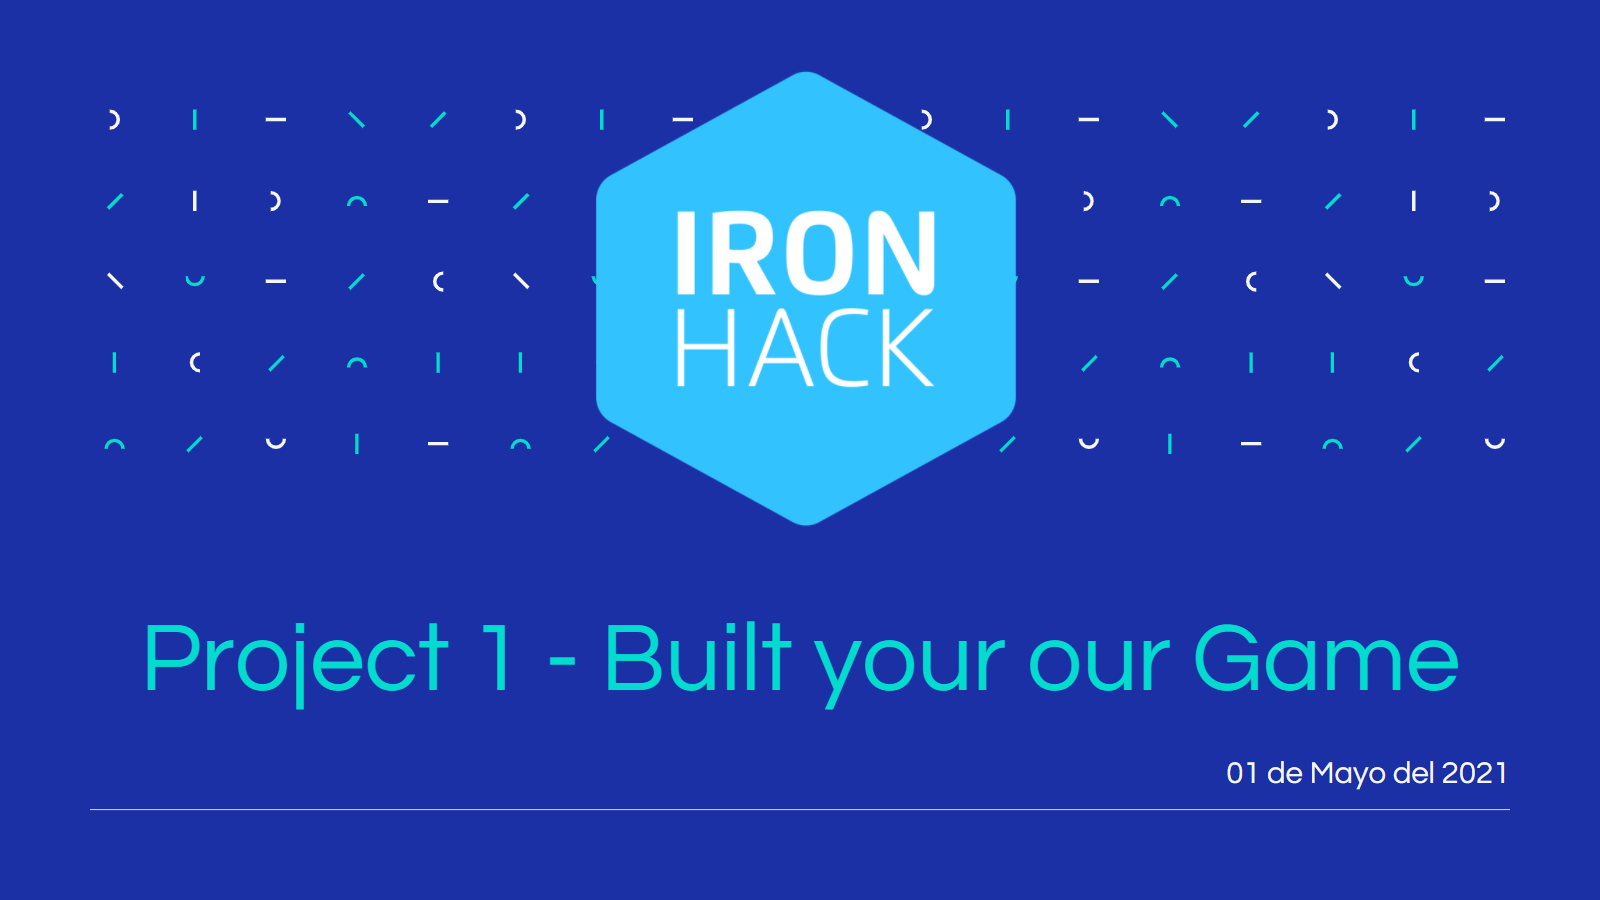 IRON
HACK
Project 1 - Built your our Game
01 de Mayo del 2021